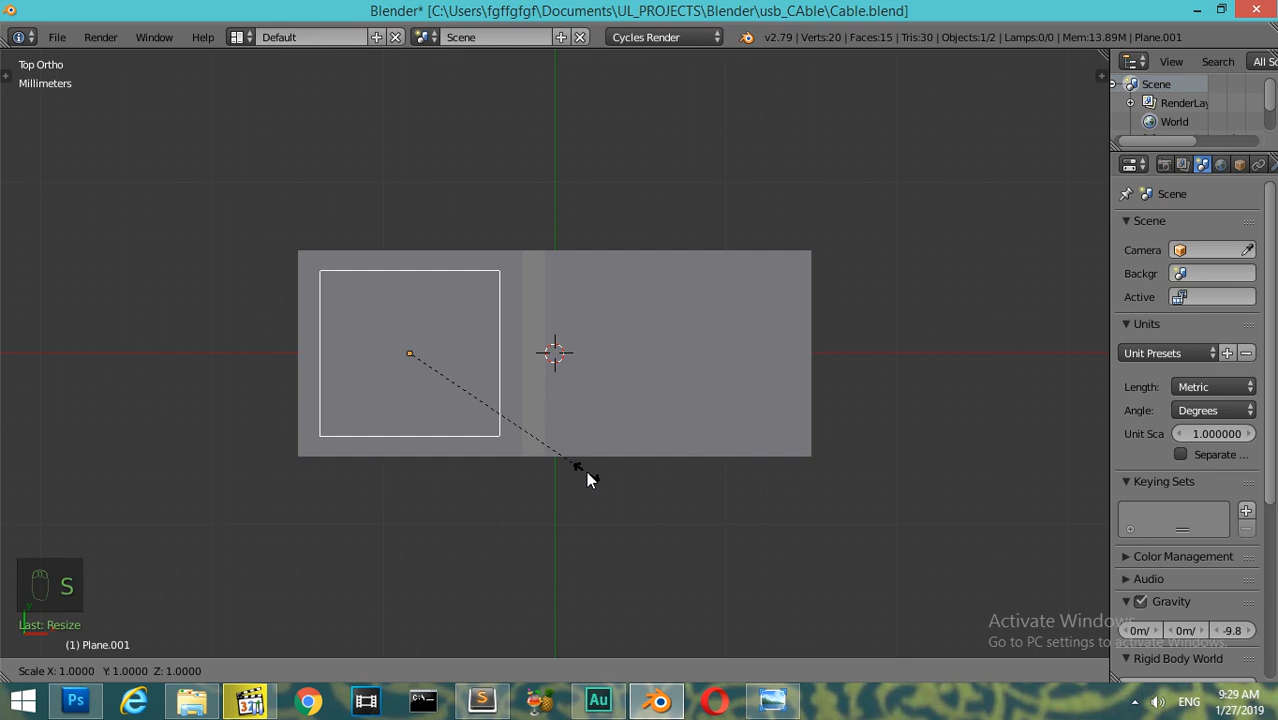 Blender* [C:\Users\fgffgfgf\Documents\UL_PROJECTS\Blender\usb_CAble\Cable.blend]
File Render Window Help Default Scene Cycles Render v2.79 | Verts:20 | Faces:15 | Tris:30 | Objects:1/2 | Lamps:0/0 | Mem:13.89M | Plane.001
Top Ortho
Millimeters
View Search All Sc
Scene
RenderLay
World
Scene
Scene
Camera
Backgr
Active
Units
Unit Presets
Length: Metric
Angle: Degrees
Unit Sca 1.000000
Separate ...
Keying Sets
Color Management
Audio
Gravity
0m/ 0m/ -9.8
Rigid Body World
S
y
Last: Resize
(1) Plane.001
Activate Windows
Go to PC settings to activate Windows.
Scale X: 1.0000 Y: 1.0000 Z: 1.0000
Ps
321
S
Au
ENG
9:29 AM
1/27/2019